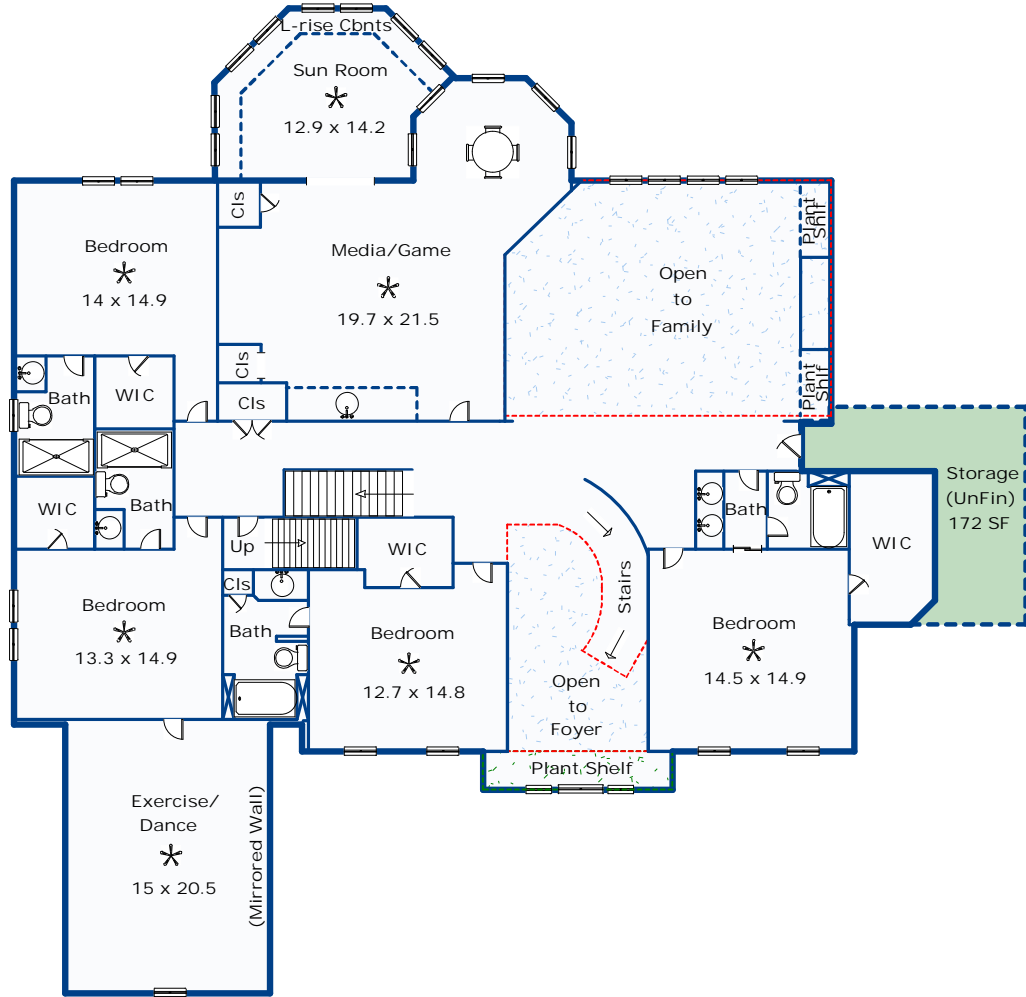 L-rise Cbnts
Sun Room
12.9 x 14.2
Cls
Plant
Shlf
Bedroom
14 x 14.9
Media/Game
19.7 x 21.5
Open
to
Family
Cls
Plant
Shlf
Bath
WIC
Cls
WIC
Bath
Bath
Storage
(UnFin)
172 SF
WIC
Up
WIC
Cls
Stairs
Bedroom
13.3 x 14.9
Bath
Bedroom
12.7 x 14.8
Bedroom
14.5 x 14.9
Open
to
Foyer
Plant Shelf
Exercise/
Dance
15 x 20.5
(Mirrored Wall)